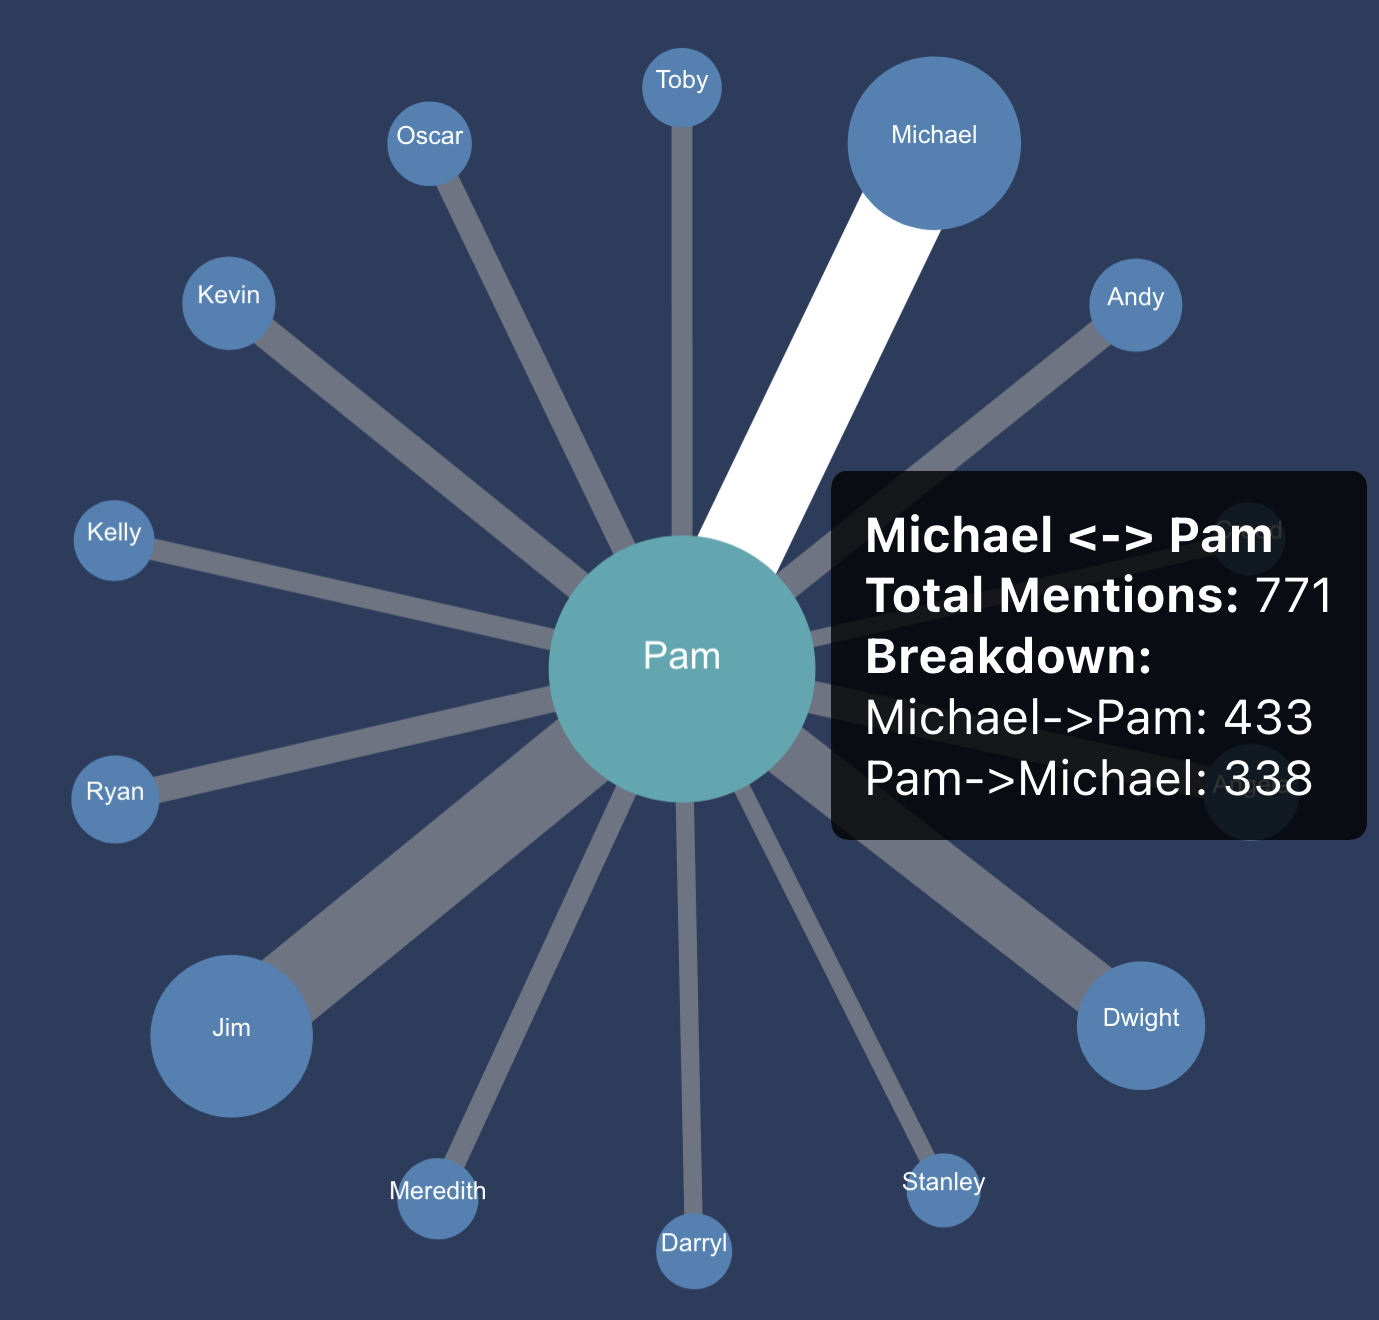 Toby
Michael
Oscar
Kevin
Andy
Kelly
Michael <-> Pam
Total Mentions: 771
Breakdown:
Michael->Pam: 433
Pam->Michael: 338
Pam
Ryan
Angela
Jim
Dwight
Meredith
Stanley
Darryl